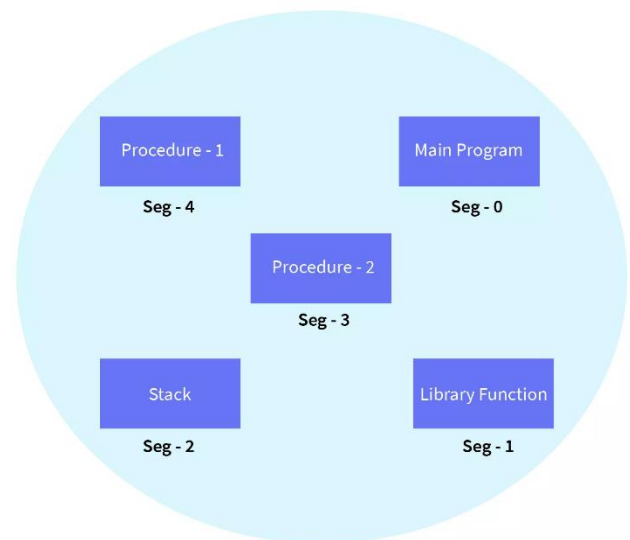 Procedure - 1
Seg - 4
Main Program
Seg - 0
Procedure - 2
Seg - 3
Stack
Seg - 2
Library Function
Seg - 1